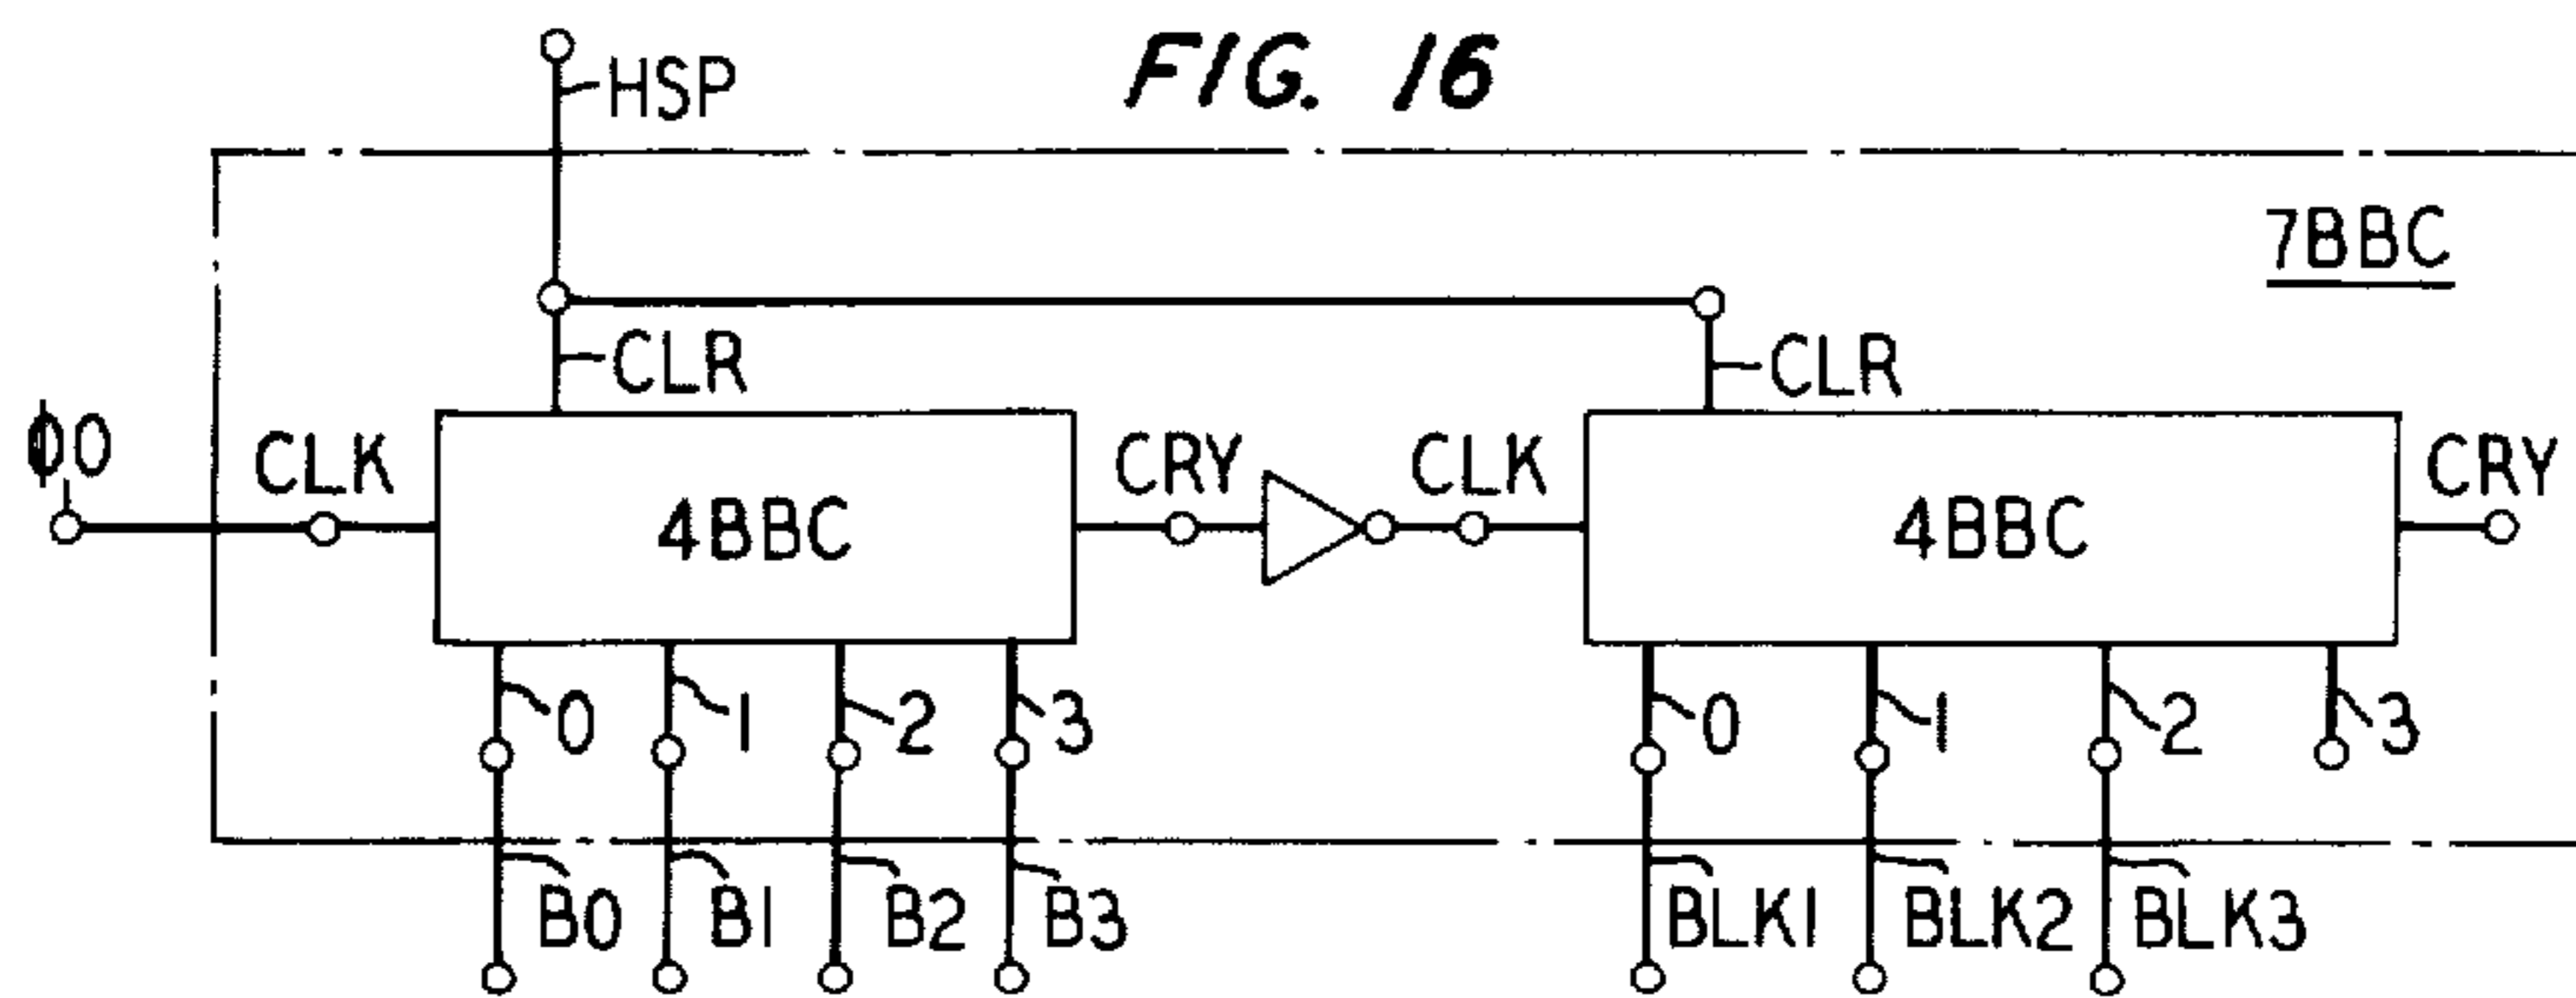 FIG. 16
HSP
7BBC
CLR
CLR
ϕ0
CLK
4BBC
CRY
CLK
4BBC
CRY
0 1 2 3
0 1 2 3
B0 B1 B2 B3
BLK1 BLK2 BLK3